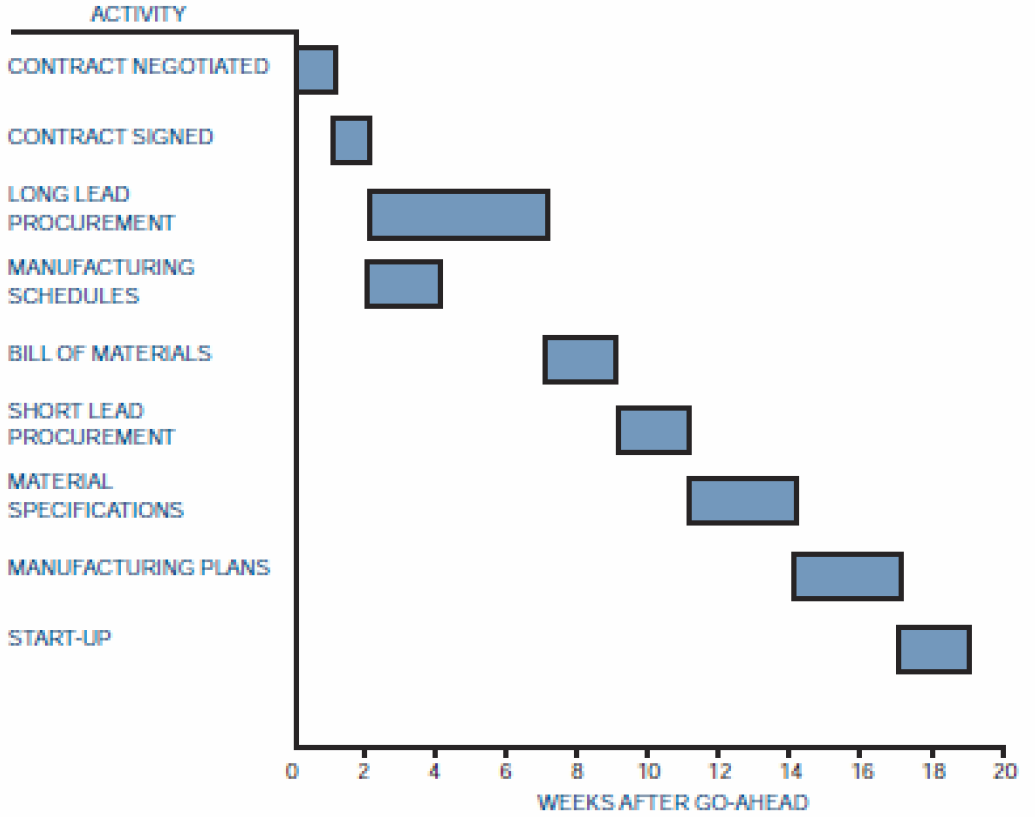 ACTIVITY
CONTRACT NEGOTIATED
CONTRACT SIGNED
LONG LEAD
PROCUREMENT
MANUFACTURING
SCHEDULES
BILL OF MATERIALS
SHORT LEAD
PROCUREMENT
MATERIAL
SPECIFICATIONS
MANUFACTURING PLANS
START-UP
0 2 4 6 8 10 12 14 16 18 20
WEEKS AFTER GO-AHEAD